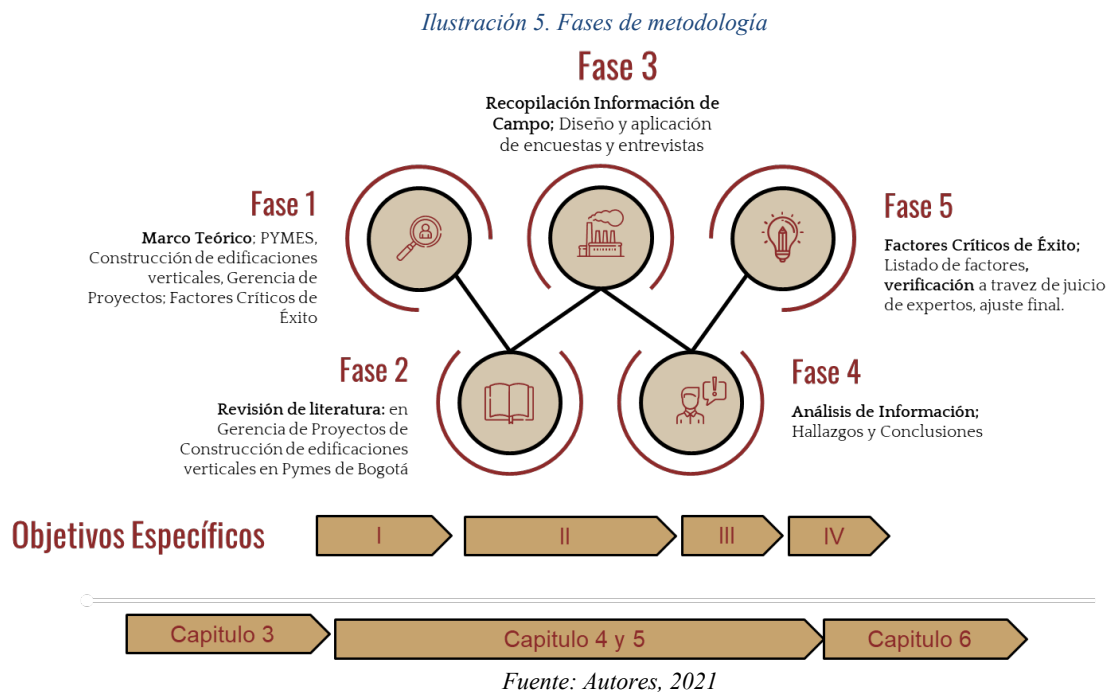 Ilustración 5. Fases de metodología
Fase 3
Recopilación Información de
Campo; Diseño y aplicación
de encuestas y entrevistas
Fase 1
Marco Teórico; PYMES,
Construcción de edificaciones
verticales, Gerencia de
Proyectos; Factores Críticos de
Éxito
Fase 5
Factores Críticos de Éxito;
Listado de factores,
verificación a travez de juicio
de expertos, ajuste final.
Fase 2
Revisión de literatura: en
Gerencia de Proyectos de
Construcción de edificaciones
verticales en Pymes de Bogotá
Fase 4
Análisis de Información;
Hallazgos y Conclusiones
Objetivos Específicos
I
II
III
IV
Capitulo 3
Capitulo 4 y 5
Capitulo 6
Fuente: Autores, 2021